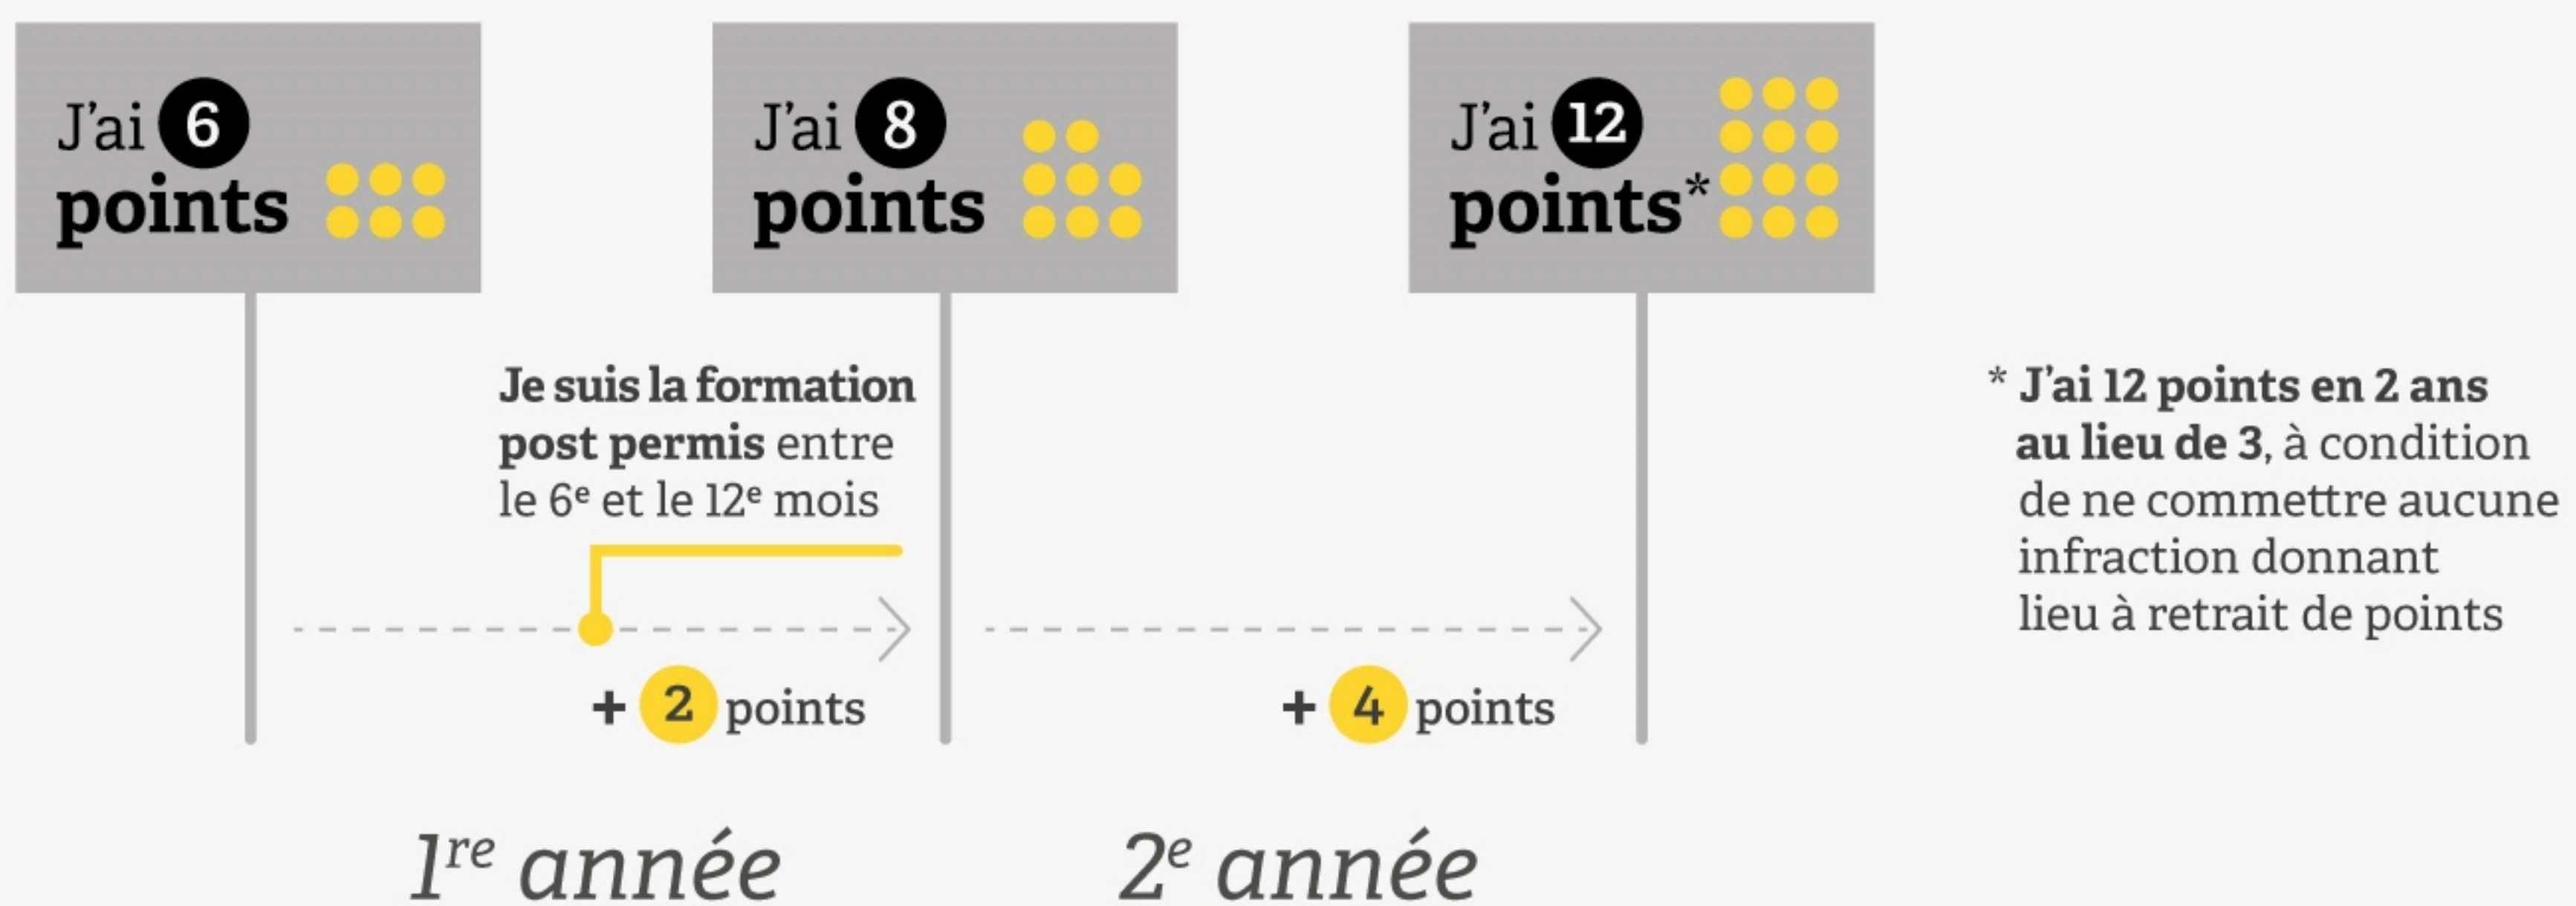 J'ai 6
points
J'ai 8
points
J'ai 12
points*
Je suis la formation
post permis entre
le 6e et le 12e mois
* J'ai 12 points en 2 ans
au lieu de 3, à condition
de ne commettre aucune
infraction donnant
lieu à retrait de points
+ 2 points
+ 4 points
1re année
2e année